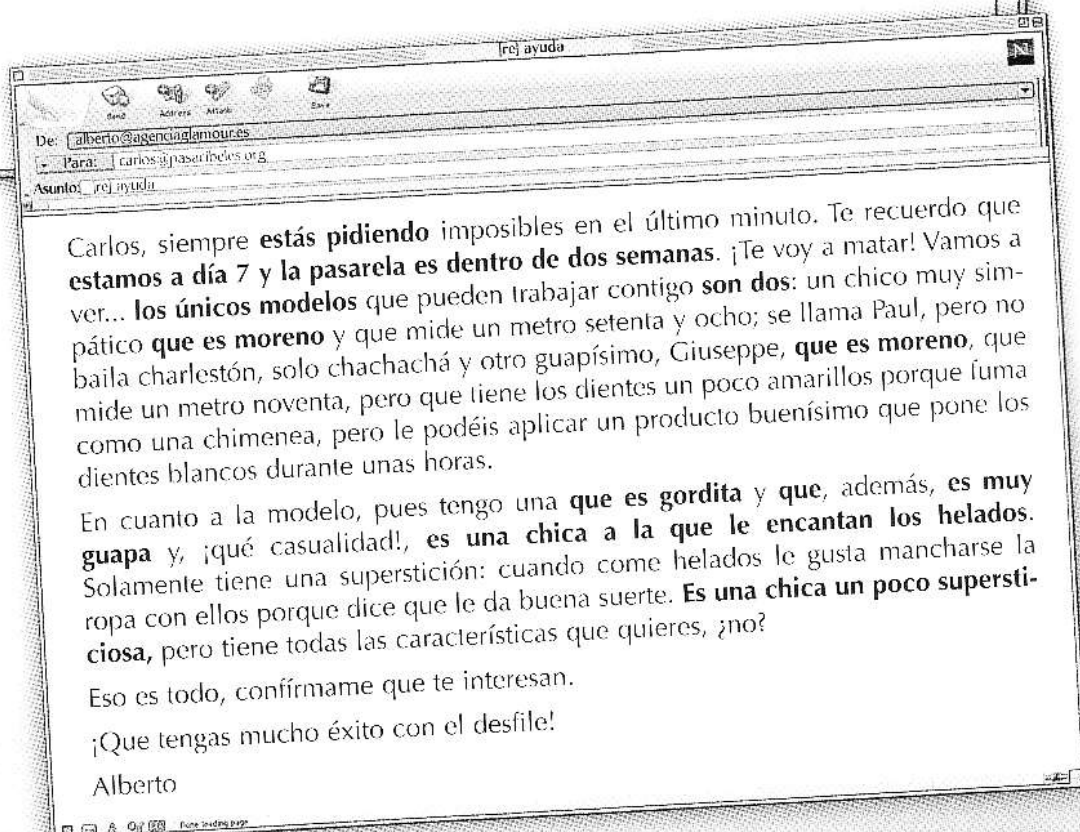 [re] ayuda
Send Address Attach Save
De: alberto@agenciaglamour.es
Para: carlos@pasaribeles.org
Asunto: [re] ayuda
Carlos, siempre estás pidiendo imposibles en el último minuto. Te recuerdo que
estamos a día 7 y la pasarela es dentro de dos semanas. ¡Te voy a matar! Vamos a
ver... los únicos modelos que pueden trabajar contigo son dos: un chico muy sim-
pático que es moreno y que mide un metro setenta y ocho; se llama Paul, pero no
baila charlestón, solo chachachá y otro guapísimo, Giuseppe, que es moreno, que
mide un metro noventa, pero que tiene los dientes un poco amarillos porque fuma
como una chimenea, pero le podéis aplicar un producto buenísimo que pone los
dientes blancos durante unas horas.
En cuanto a la modelo, pues tengo una que es gordita y que, además, es muy
guapa y, ¡qué casualidad!, es una chica a la que le encantan los helados.
Solamente tiene una superstición: cuando come helados le gusta mancharse la
ropa con ellos porque dice que le da buena suerte. Es una chica un poco supersti-
ciosa, pero tiene todas las características que quieres, ¿no?
Eso es todo, confírmame que te interesan.
¡Que tengas mucho éxito con el desfile!
Alberto